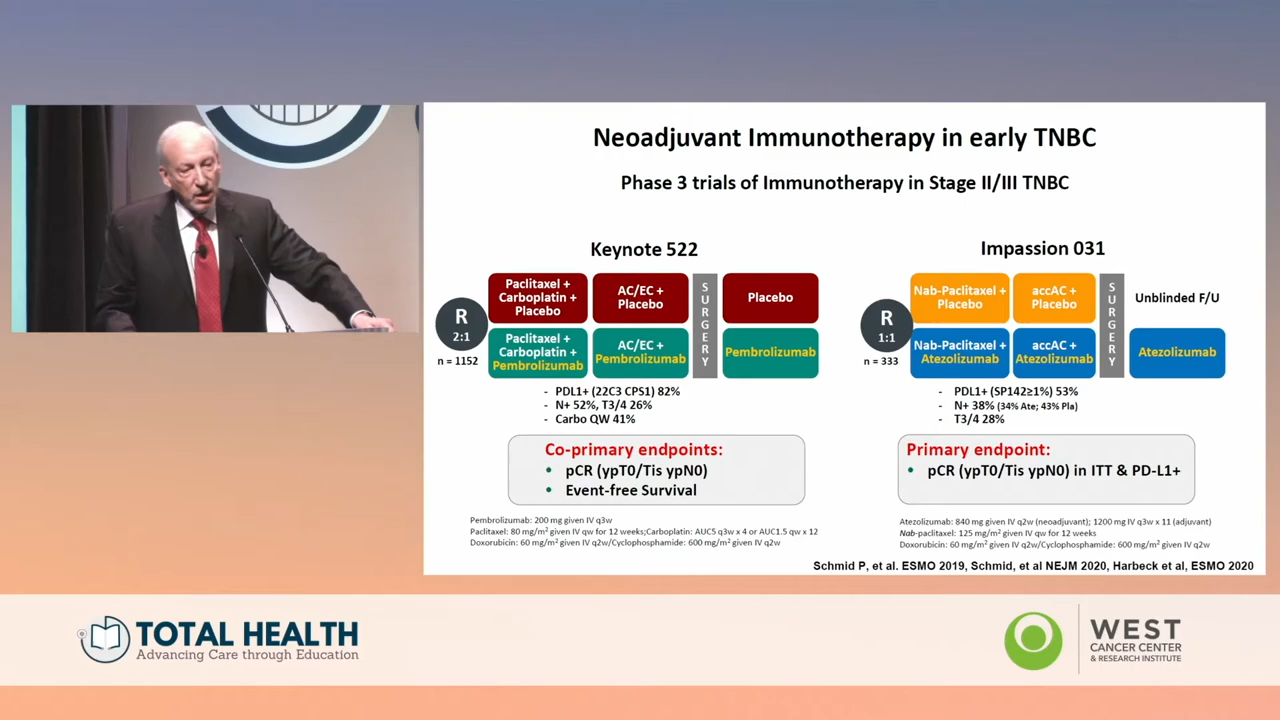 Neoadjuvant Immunotherapy in early TNBC
Phase 3 trials of Immunotherapy in Stage II/III TNBC
Keynote 522
R
2:1
n = 1152
Paclitaxel +
Carboplatin +
Placebo
AC/EC +
Placebo
SURGERY
Placebo
Paclitaxel +
Carboplatin +
Pembrolizumab
AC/EC +
Pembrolizumab
Pembrolizumab
- PDL1+ (22C3 CPS1) 82%
- N+ 52%, T3/4 26%
- Carbo QW 41%
Co-primary endpoints:
• pCR (ypT0/Tis ypN0)
• Event-free Survival
Pembrolizumab: 200 mg given IV q3w
Paclitaxel: 80 mg/m² given IV qw for 12 weeks;Carboplatin: AUC5 q3w x 4 or AUC1.5 qw x 12
Doxorubicin: 60 mg/m² given IV q2w/Cyclophosphamide: 600 mg/m² given IV q2w
Impassion 031
R
1:1
n = 333
Nab-Paclitaxel +
Placebo
accAC +
Placebo
SURGERY
Unblinded F/U
Nab-Paclitaxel +
Atezolizumab
accAC +
Atezolizumab
Atezolizumab
- PDL1+ (SP142≥1%) 53%
- N+ 38% (34% Ate; 43% Pla)
- T3/4 28%
Primary endpoint:
• pCR (ypT0/Tis ypN0) in ITT & PD-L1+
Atezolizumab: 840 mg given IV q2w (neoadjuvant); 1200 mg IV q3w x 11 (adjuvant)
Nab-paclitaxel: 125 mg/m² given IV qw for 12 weeks
Doxorubicin: 60 mg/m² given IV q2w/Cyclophosphamide: 600 mg/m² given IV q2w
Schmid P, et al. ESMO 2019, Schmid, et al NEJM 2020, Harbeck et al, ESMO 2020
TOTAL HEALTH
Advancing Care through Education
WEST
CANCER CENTER
& RESEARCH INSTITUTE